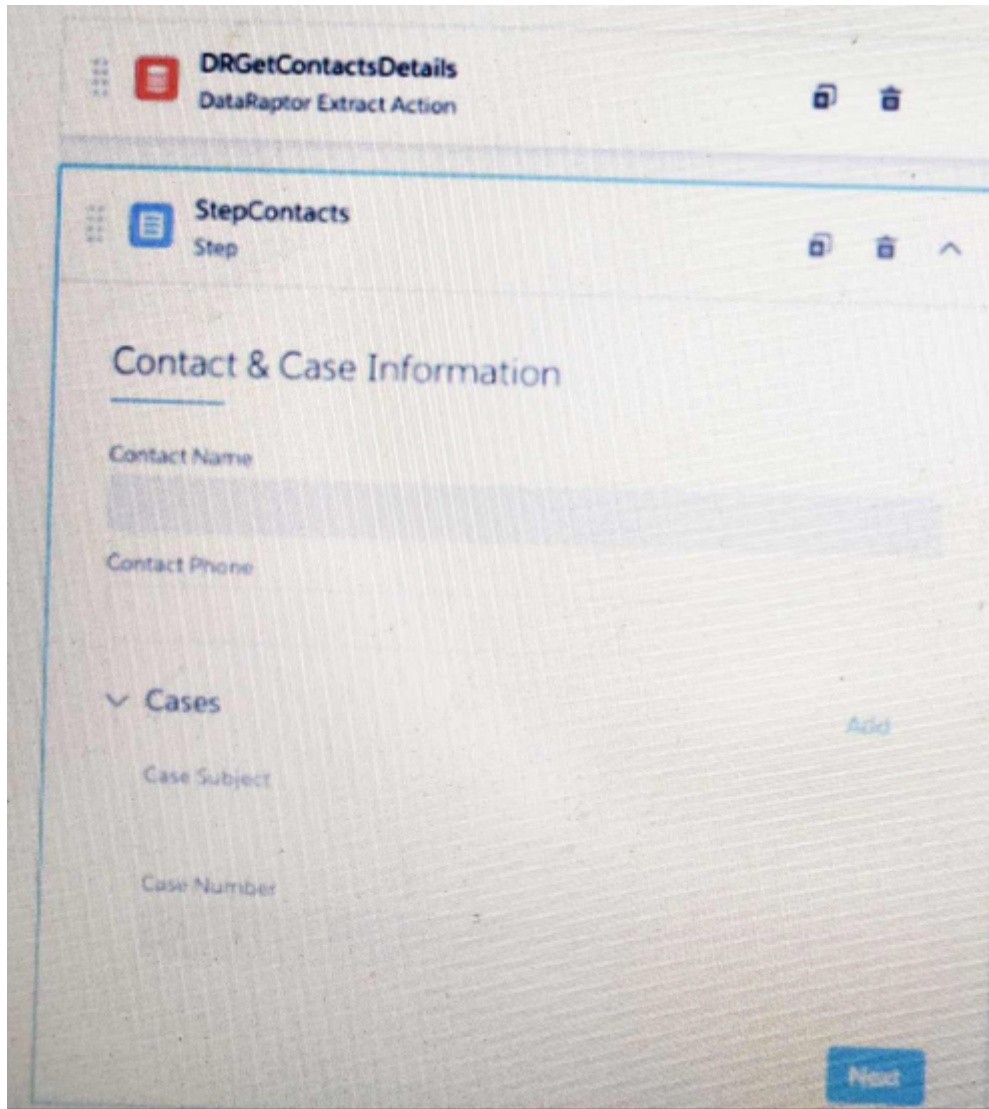 DRGetContactsDetails
DataRaptor Extract Action
StepContacts
Step
Contact & Case Information
Contact Name
Contact Phone
Cases
Add
Case Subject
Case Number
Next